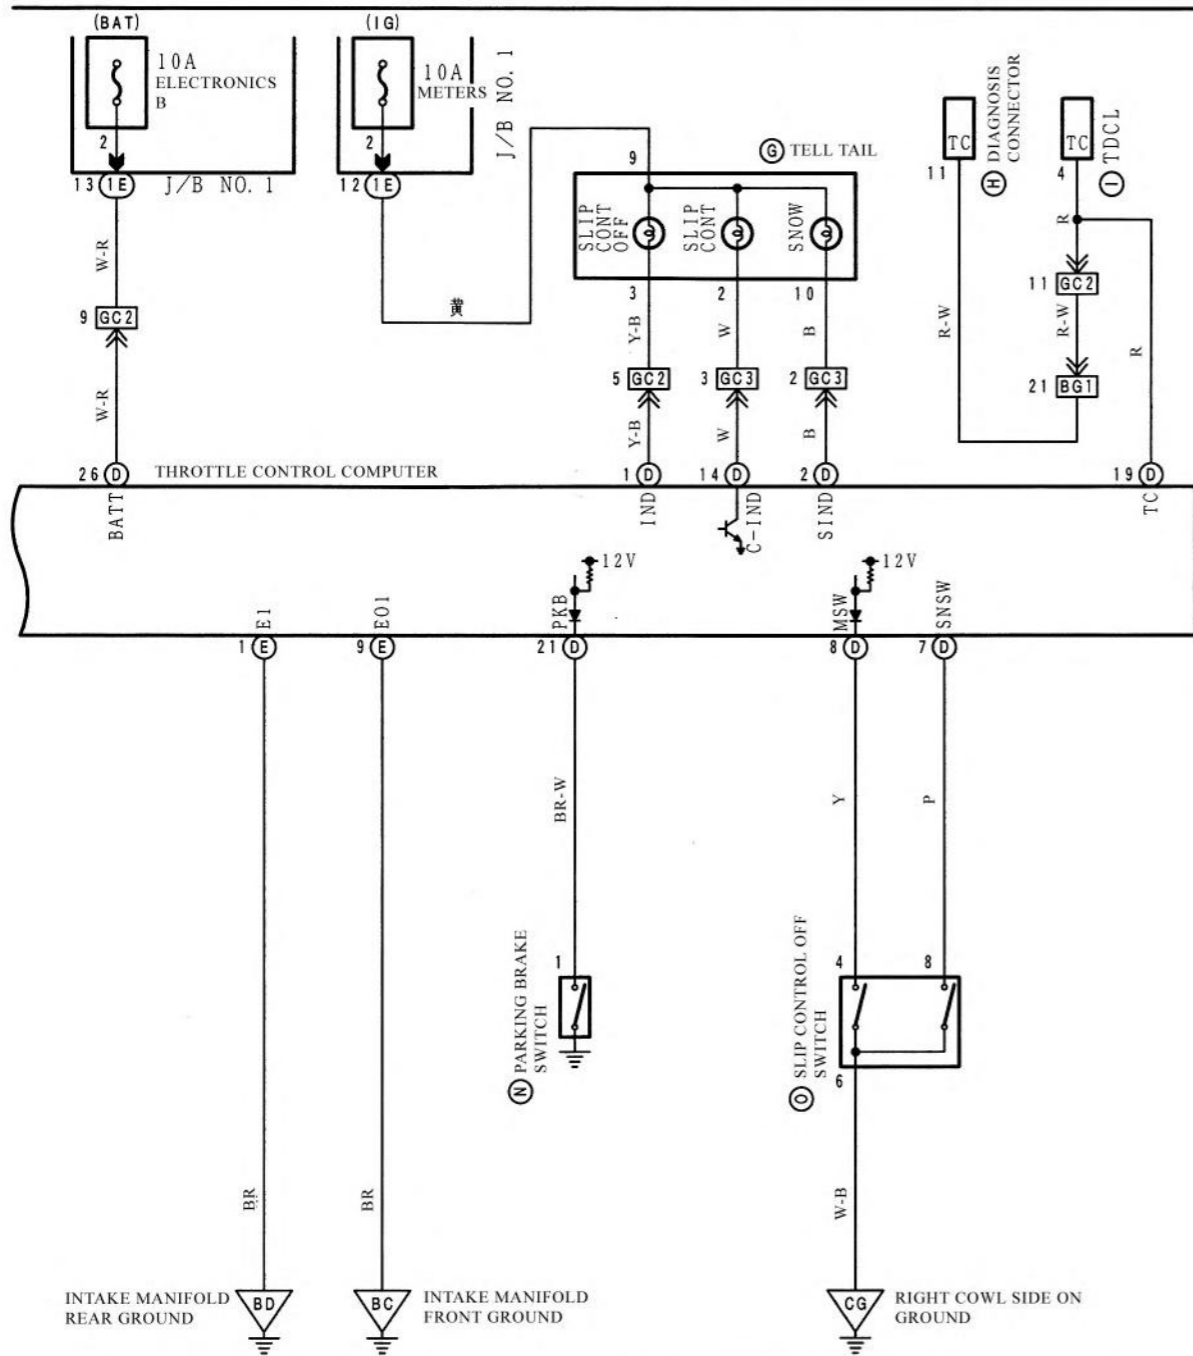 (BAT)
(IG)
10A
ELECTRONICS
B
2
13 1E
J/B NO. 1
10A
METERS
2
12 1E
J/B NO. 1
9
G TELL TAIL
SLIP
CONT
OFF
SLIP
CONT
SNOW
3
2
10
TC
11
H DIAGNOSIS
CONNECTOR
TC
4
I TDCL
W-R
9 GC2
W-R
黄
Y-B
W
B
5 GC2
3 GC3
2 GC3
Y-B
W
B
R
11 GC2
R-W
R-W
21 BG1
R
26 D
THROTTLE CONTROL COMPUTER
1 D
14 D
2 D
19 D
BATT
IND
C-IND
SIND
TC
12V
12V
E1
E01
PKB
MSW
SNSW
1 E
9 E
21 D
8 D
7 D
BR-W
Y
P
1
N PARKING BRAKE
SWITCH
4
8
O SLIP CONTROL OFF
SWITCH
6
BR
BR
W-B
INTAKE MANIFOLD
REAR GROUND
BD
BC
INTAKE MANIFOLD
FRONT GROUND
CG
RIGHT COWL SIDE ON
GROUND